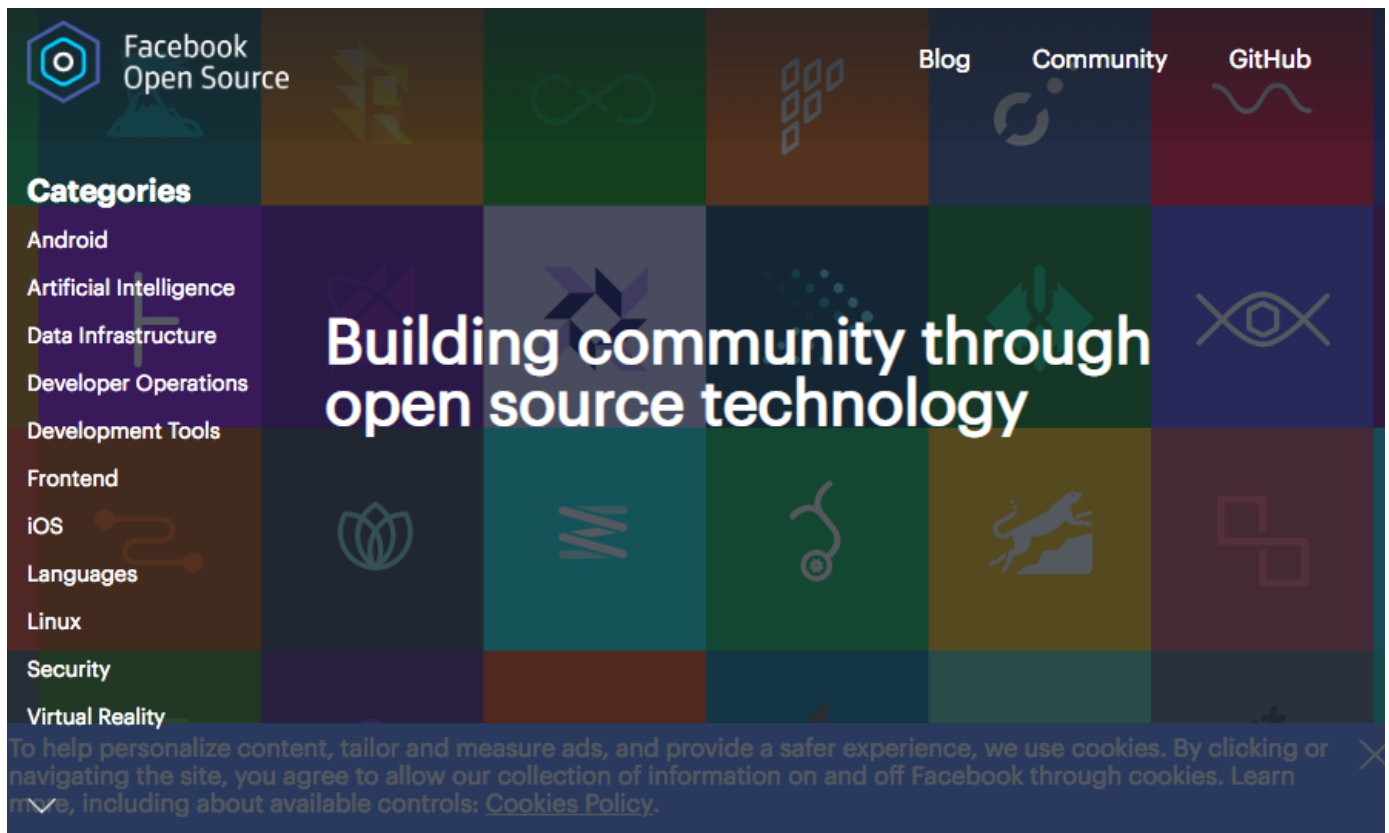 Facebook
Open Source
Blog
Community
GitHub
Categories
Android
Artificial Intelligence
Data Infrastructure
Developer Operations
Development Tools
Frontend
iOS
Languages
Linux
Security
Virtual Reality
Building community through
open source technology
To help personalize content, tailor and measure ads, and provide a safer experience, we use cookies. By clicking or
navigating the site, you agree to allow our collection of information on and off Facebook through cookies. Learn
more, including about available controls: Cookies Policy.